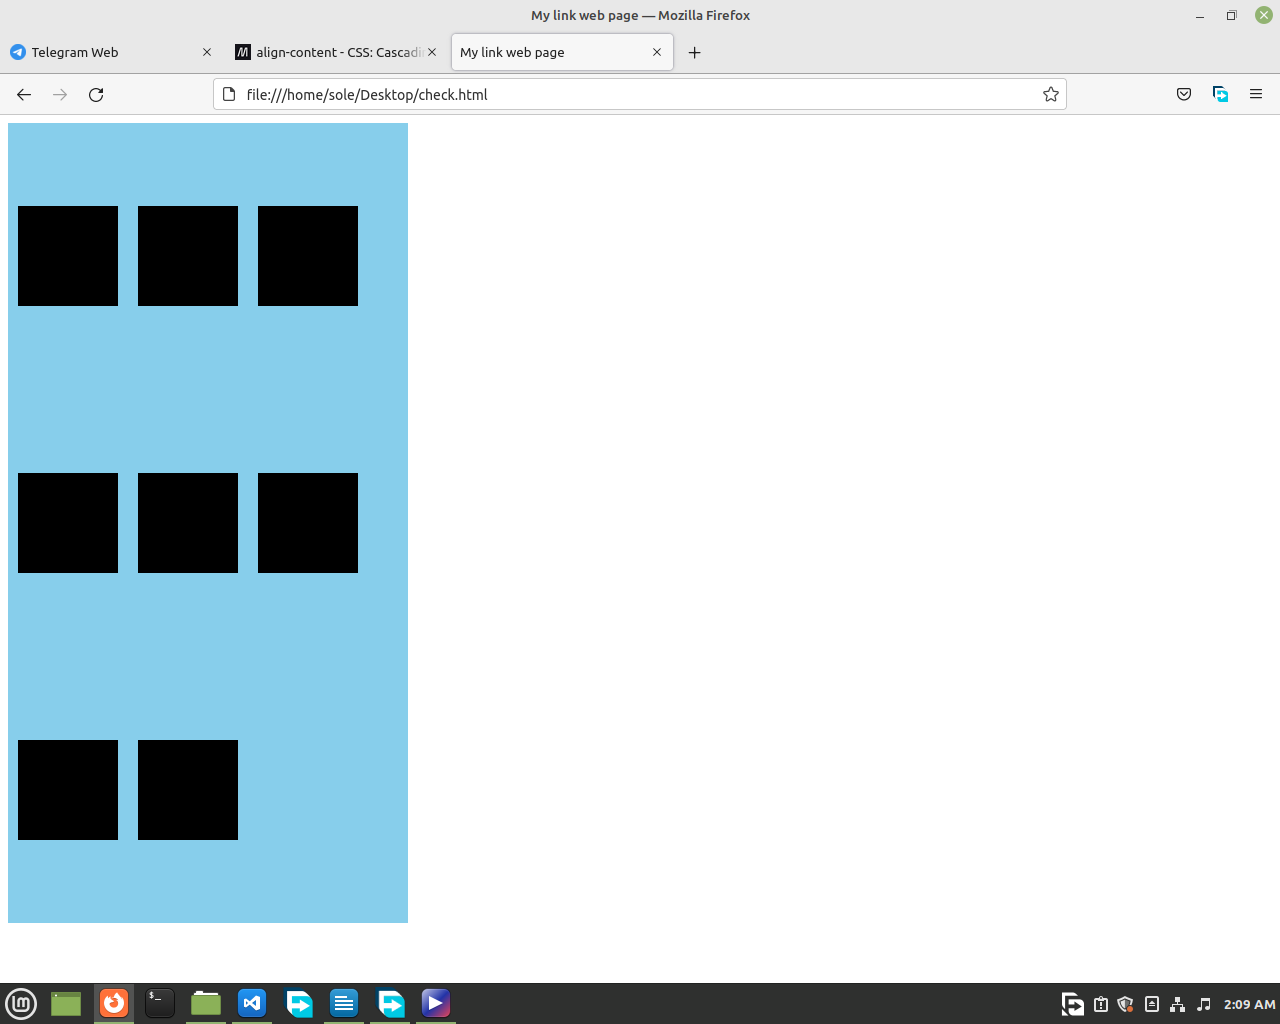 My link web page — Mozilla Firefox
Telegram Web
align-content - CSS: Cascadi
My link web page
file:///home/sole/Desktop/check.html
2:09 AM